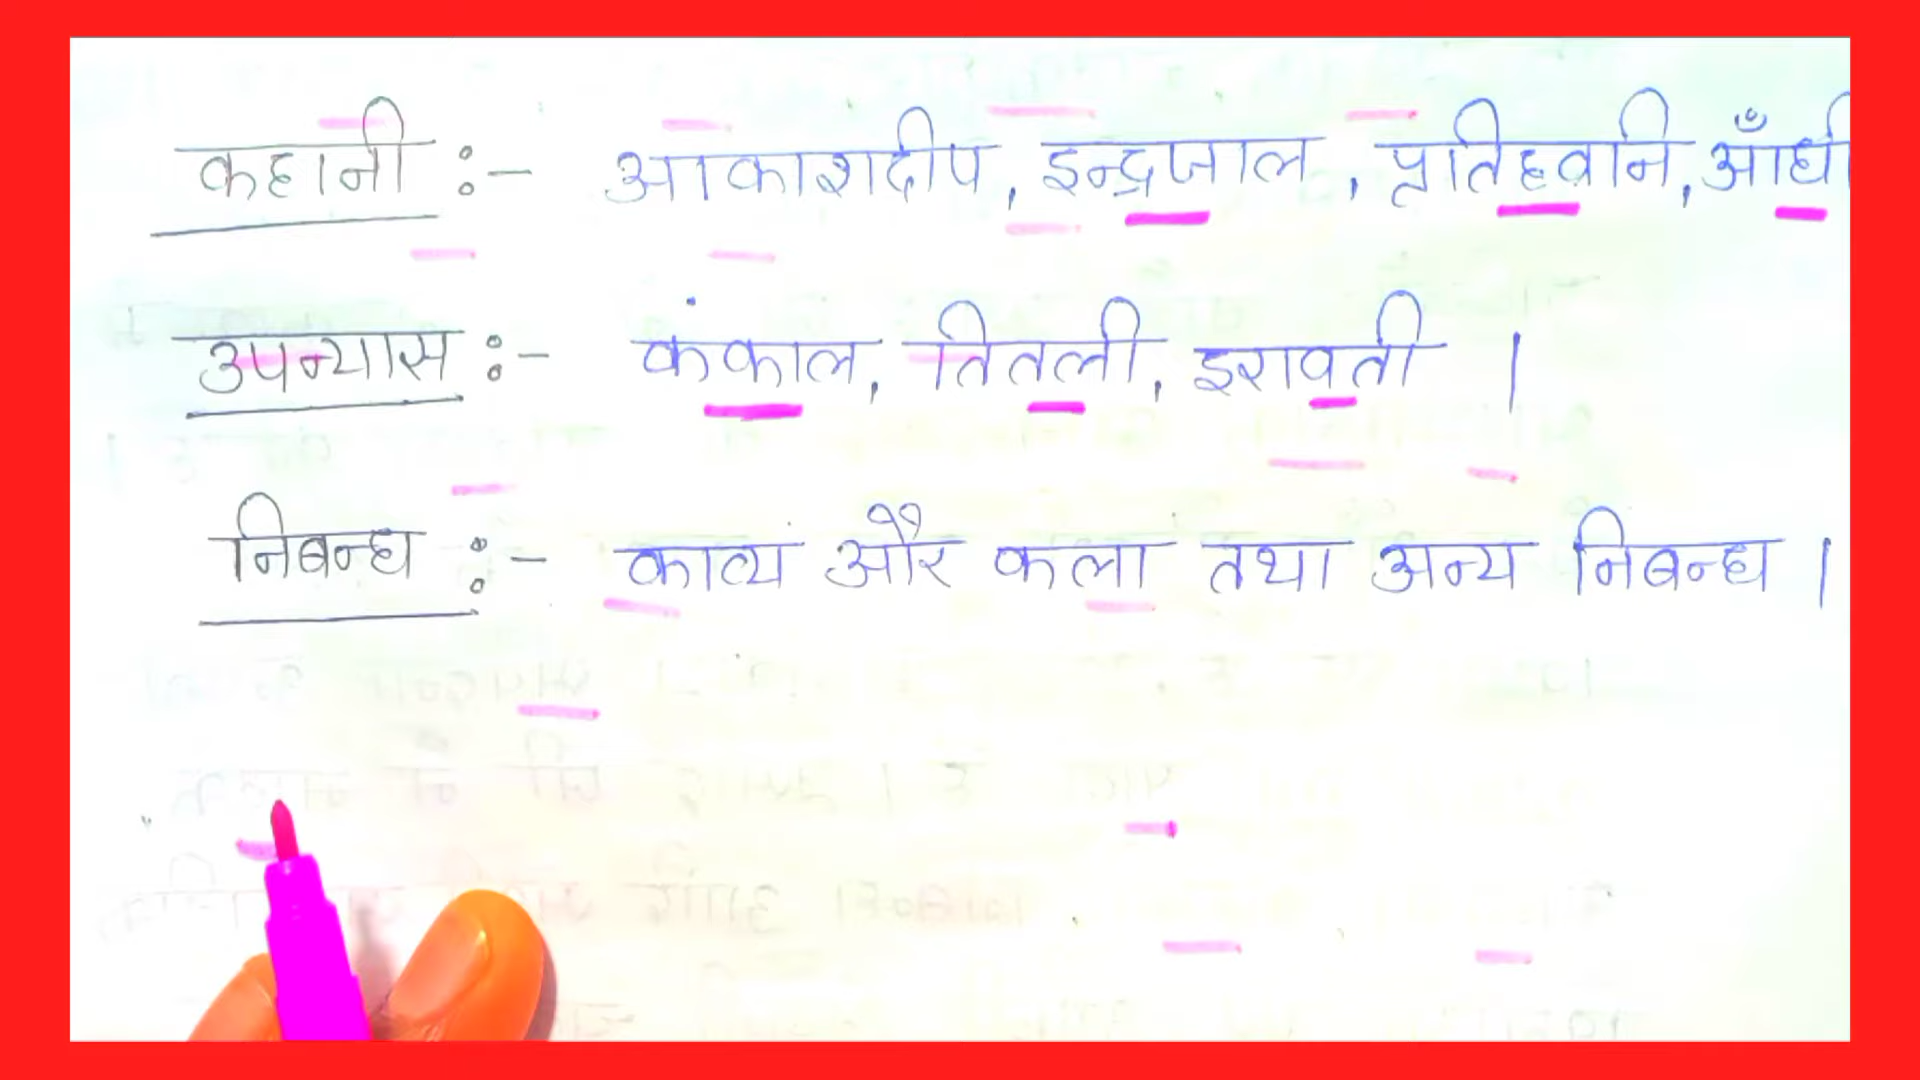 कहानी :- आकाशदीप, इन्द्रजाल, प्रतिध्वनि, आँधी
उपन्यास :- कंकाल, तितली, इरावती ।
निबन्ध :- काव्य और कला तथा अन्य निबन्ध ।